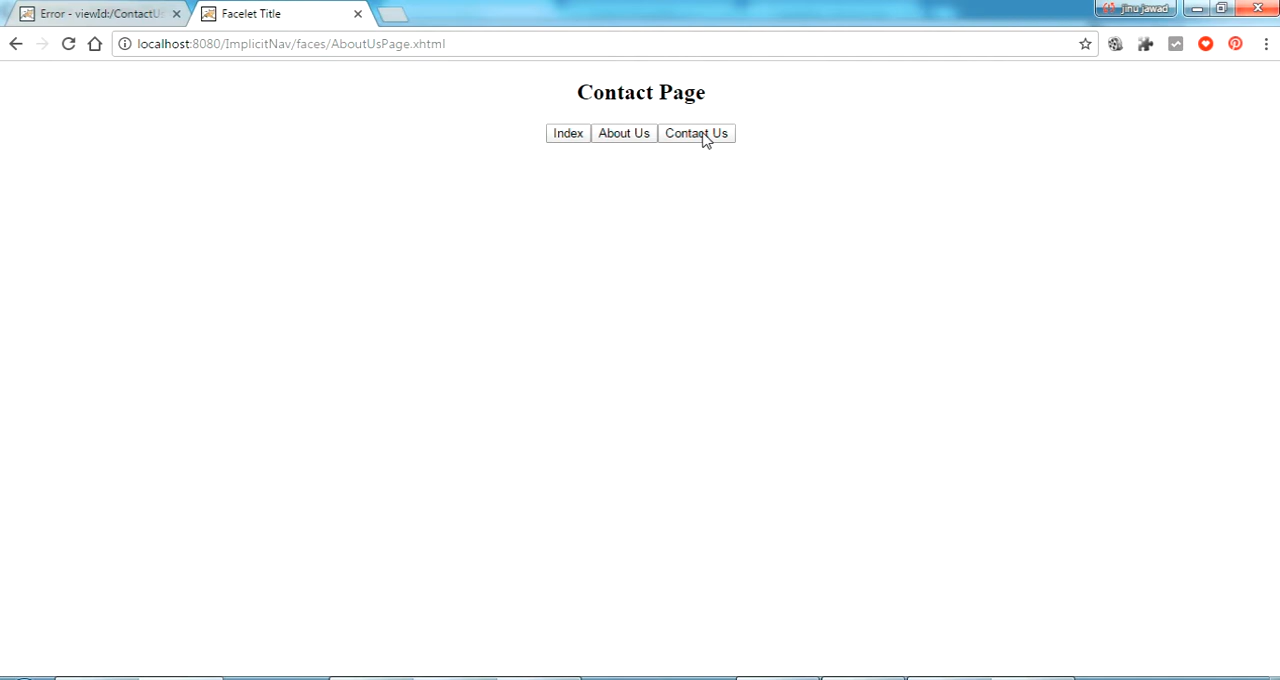 Error - viewId:/ContactU
Facelet Title
jinu jawad
localhost:8080/ImplicitNav/faces/AboutUsPage.xhtml
Contact Page
Index About Us Contact Us